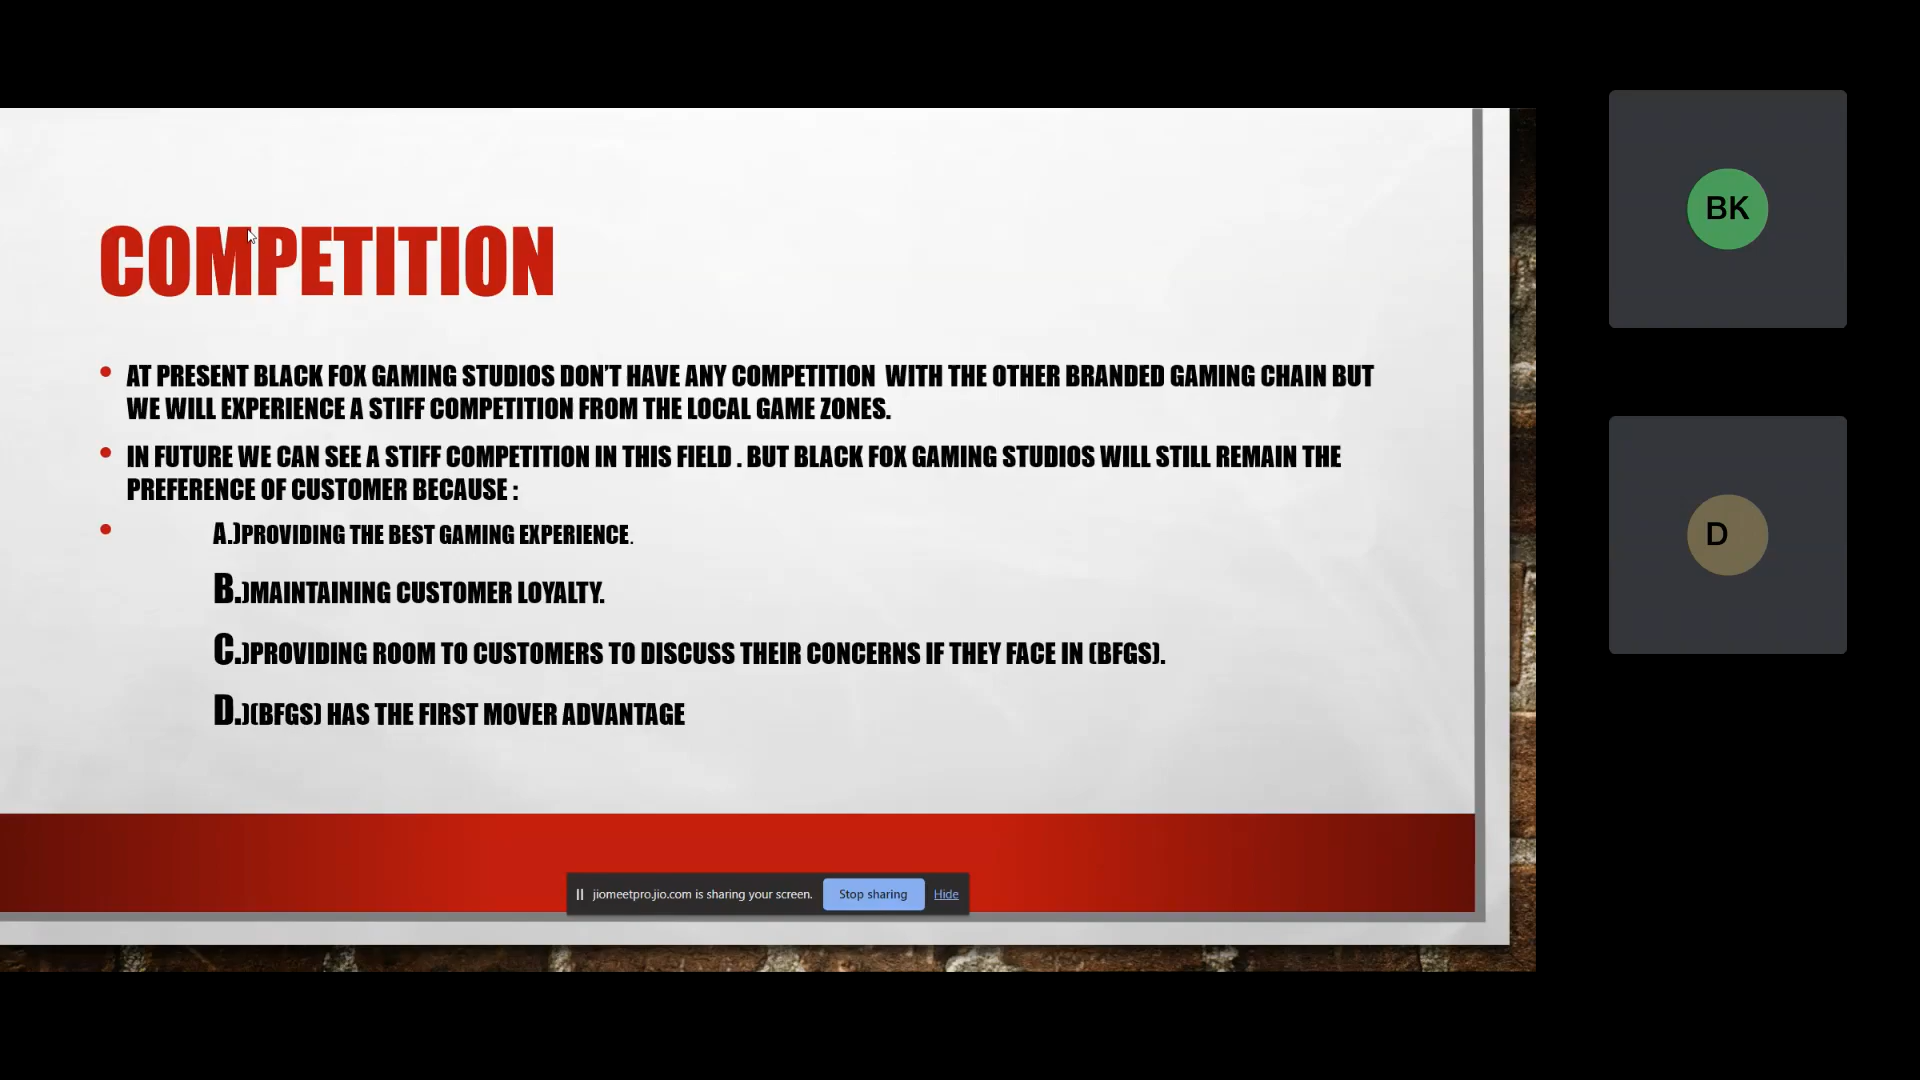 COMPETITION
AT PRESENT BLACK FOX GAMING STUDIOS DON'T HAVE ANY COMPETITION WITH THE OTHER BRANDED GAMING CHAIN BUT
WE WILL EXPERIENCE A STIFF COMPETITION FROM THE LOCAL GAME ZONES.
IN FUTURE WE CAN SEE A STIFF COMPETITION IN THIS FIELD . BUT BLACK FOX GAMING STUDIOS WILL STILL REMAIN THE
PREFERENCE OF CUSTOMER BECAUSE :
A.)PROVIDING THE BEST GAMING EXPERIENCE.
B.)MAINTAINING CUSTOMER LOYALTY.
C.)PROVIDING ROOM TO CUSTOMERS TO DISCUSS THEIR CONCERNS IF THEY FACE IN (BFGS).
D.)(BFGS) HAS THE FIRST MOVER ADVANTAGE
jiomeetpro.jio.com is sharing your screen. Stop sharing Hide
BK
D